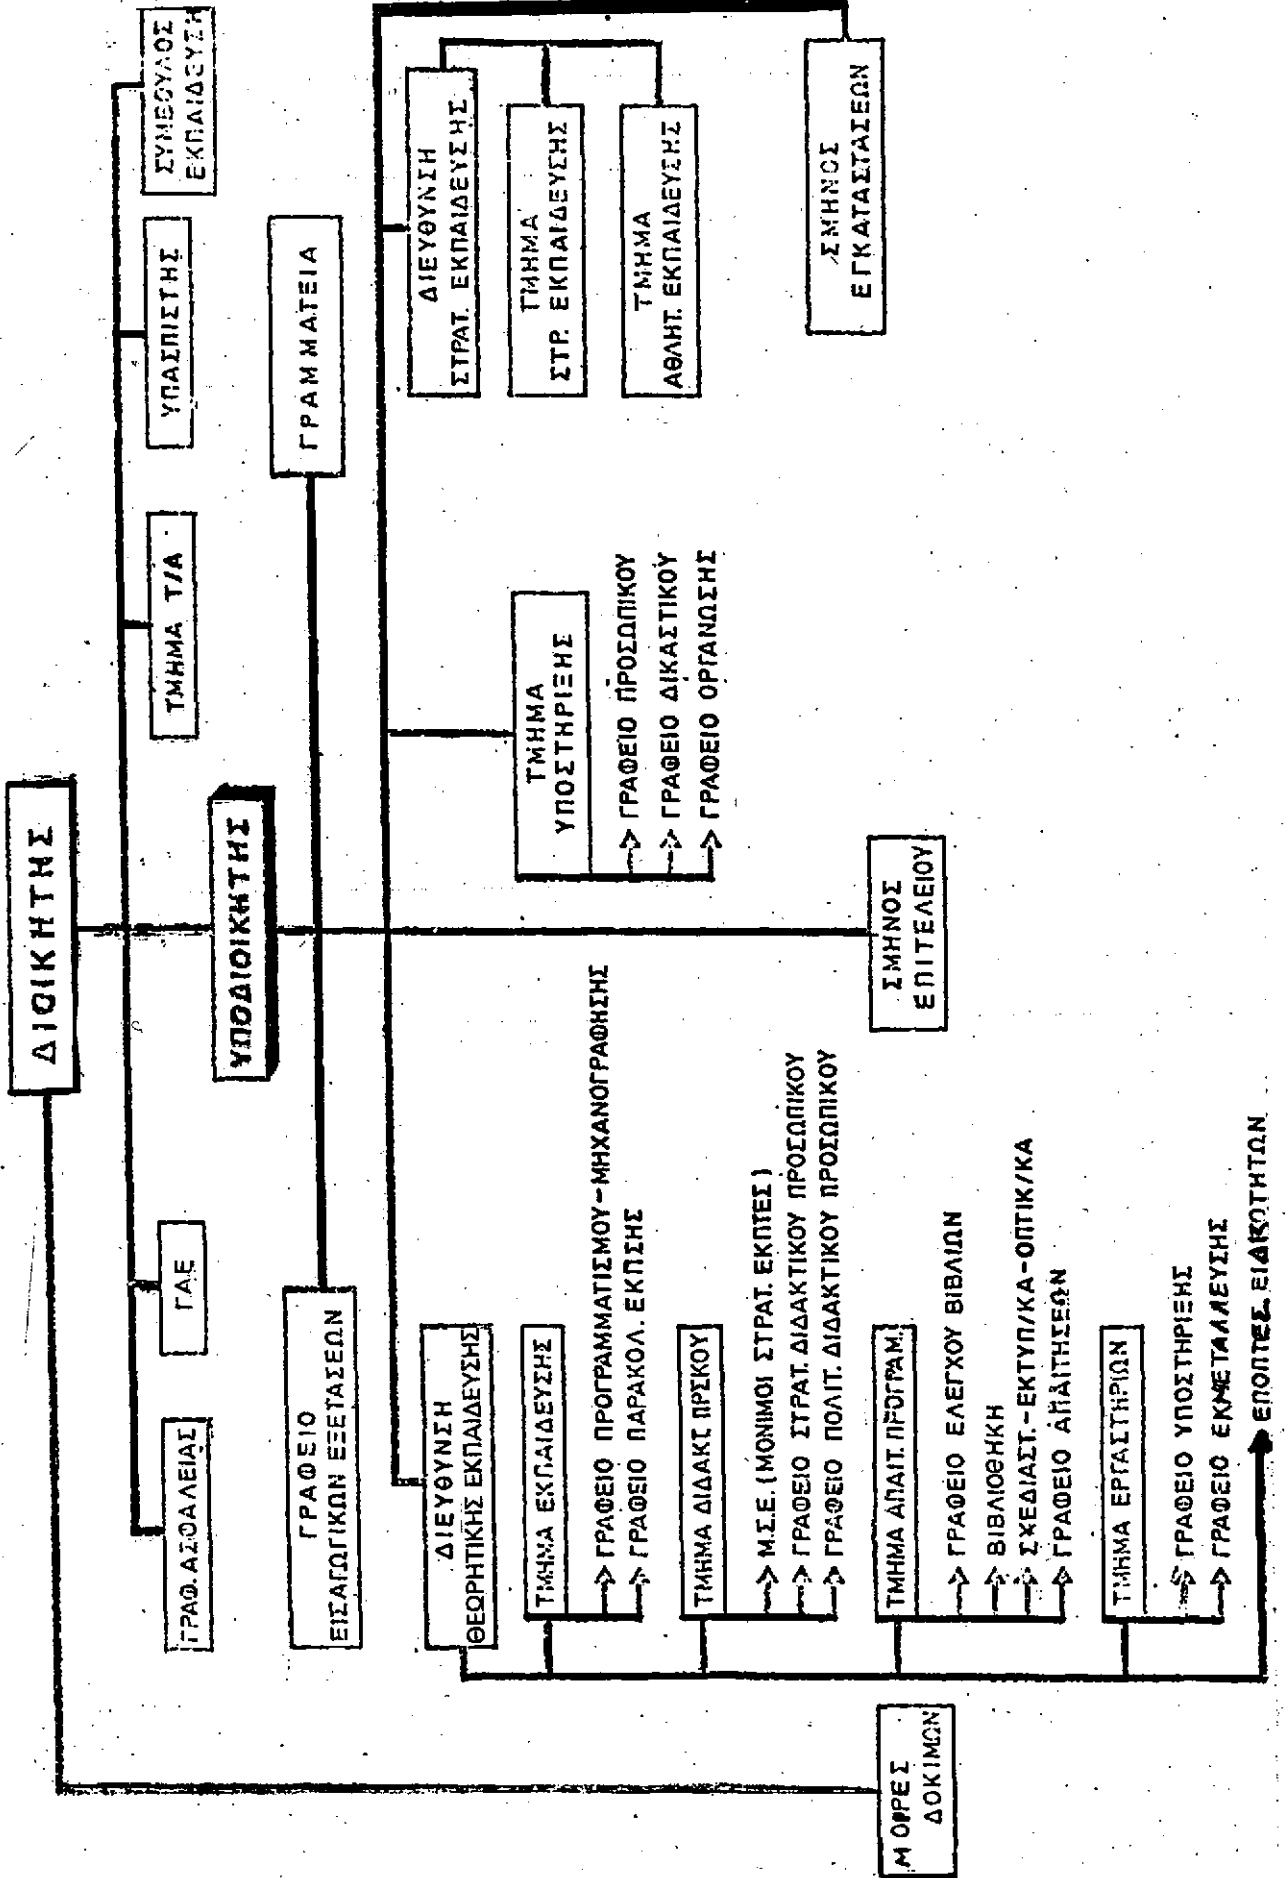 ΔΙΟΙΚΗΤΗΣ
ΓΡΑΦ. ΑΣΦΑΛΕΙΑΣ
ΓΑΕ
ΤΜΗΜΑ Τ/Α
ΥΠΑΣΠΙΣΤΗΣ
ΣΥΜΒΟΥΛΟΣ
ΕΚΠΑΙΔΕΥΣΗ
ΥΠΟΔΙΟΙΚΗΤΗΣ
ΓΡΑΦΕΙΟ
ΕΙΣΑΓΩΓΙΚΩΝ ΕΞΕΤΑΣΕΩΝ
ΓΡΑΜΜΑΤΕΙΑ
ΔΙΕΥΘΥΝΣΗ
ΘΕΩΡΗΤΙΚΗΣ ΕΚΠΑΙΔΕΥΣΗΣ
ΤΜΗΜΑ ΕΚΠΑΙΔΕΥΣΗΣ
ΓΡΑΦΕΙΟ ΠΡΟΓΡΑΜΜΑΤΙΣΜΟΥ-ΜΗΧΑΝΟΓΡΑΦΗΣΗΣ
ΓΡΑΦΕΙΟ ΠΑΡΑΚΟΛ. ΕΚΠΣΗΣ
ΤΜΗΜΑ ΔΙΔΑΚΤ ΠΡΣΚΟΥ
Μ.Σ.Ε. (ΜΟΝΙΜΟΙ ΣΤΡΑΤ. ΕΚΠΤΕΣ)
ΓΡΑΦΕΙΟ ΣΤΡΑΤ. ΔΙΔΑΚΤΙΚΟΥ ΠΡΟΣΩΠΙΚΟΥ
ΓΡΑΦΕΙΟ ΠΟΛΙΤ. ΔΙΔΑΚΤΙΚΟΥ ΠΡΟΣΩΠΙΚΟΥ
ΤΜΗΜΑ ΑΠΑΙΤ. ΠΡΟΓΡΑΜ.
ΓΡΑΦΕΙΟ ΕΛΕΓΧΟΥ ΒΙΒΛΙΩΝ
ΒΙΒΛΙΟΘΗΚΗ
ΣΧΕΔΙΑΣΤ.-ΕΚΤΥΠ/ΚΑ-ΟΠΤΙΚ/ΚΑ
ΓΡΑΦΕΙΟ ΑΠΑΙΤΗΣΕΩΝ
ΤΜΗΜΑ ΕΡΓΑΣΤΗΡΙΩΝ
ΓΡΑΦΕΙΟ ΥΠΟΣΤΗΡΙΞΗΣ
ΓΡΑΦΕΙΟ ΕΚΜΕΤΑΛΛΕΥΣΗΣ
ΕΠΟΠΤΕΣ ΕΙΔΙΚΟΤΗΤΩΝ
ΤΜΗΜΑ
ΥΠΟΣΤΗΡΙΞΗΣ
ΓΡΑΦΕΙΟ ΠΡΟΣΩΠΙΚΟΥ
ΓΡΑΦΕΙΟ ΔΙΚΑΣΤΙΚΟΥ
ΓΡΑΦΕΙΟ ΟΡΓΑΝΩΣΗΣ
ΔΙΕΥΘΥΝΣΗ
ΣΤΡΑΤ. ΕΚΠΑΙΔΕΥΣΗΣ
ΤΜΗΜΑ
ΣΤΡ. ΕΚΠΑΙΔΕΥΣΗΣ
ΤΜΗΜΑ
ΑΘΛΗΤ. ΕΚΠΑΙΔΕΥΣΗΣ
ΜΟΙΡΕΣ
ΔΟΚΙΜΩΝ
ΣΜΗΝΟΣ
ΕΠΙΤΕΛΕΙΟΥ
ΣΜΗΝΟΣ
ΕΓΚΑΤΑΣΤΑΣΕΩΝ